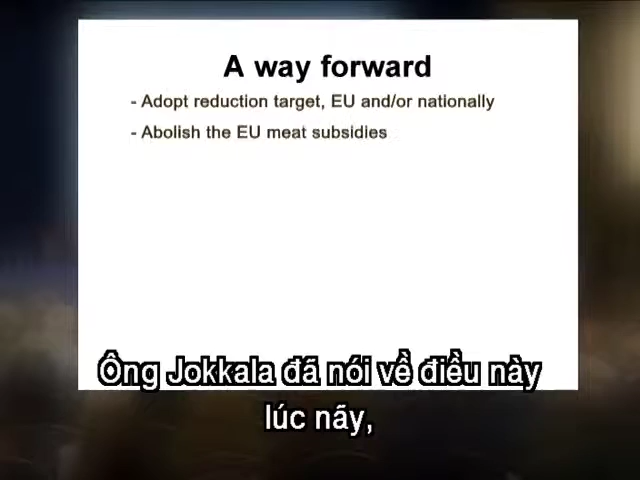 A way forward
- Adopt reduction target, EU and/or nationally
- Abolish the EU meat subsidies
Ông Jokkala đã nói về điều này
lúc nãy,